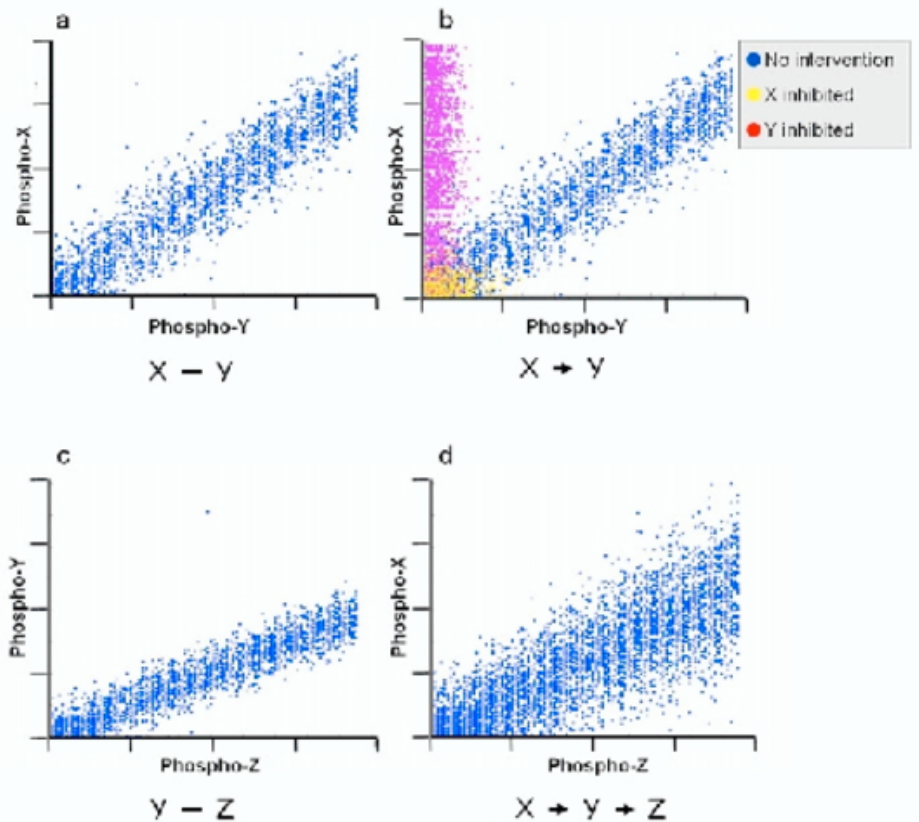 a
Phospho-X
Phospho-Y
X – Y
b
Phospho-X
Phospho-Y
X → Y
No intervention
X inhibited
Y inhibited
c
Phospho-Y
Phospho-Z
Y – Z
d
Phospho-X
Phospho-Z
X → Y → Z